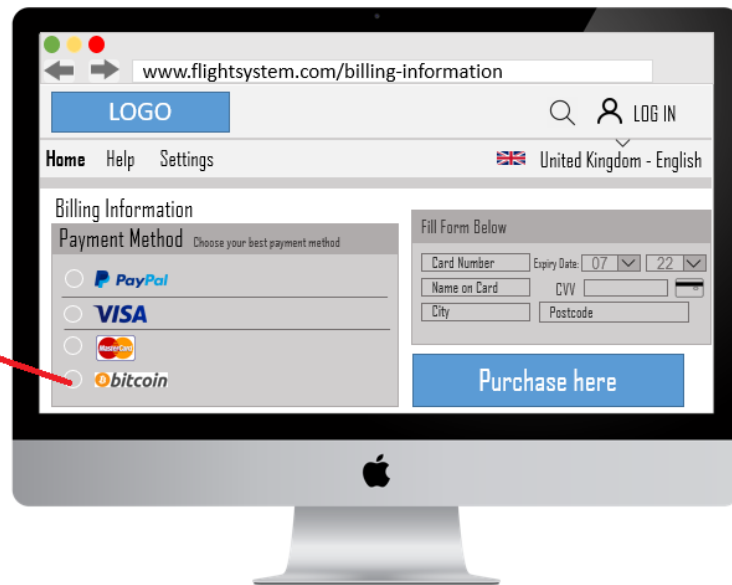 www.flightsystem.com/billing-information
LOGO
LOG IN
Home Help Settings
United Kingdom - English
Billing Information
Payment Method Choose your best payment method
PayPal
VISA
MasterCard
bitcoin
Fill Form Below
Card Number Expiry Date: 07 22
Name on Card CVV
City Postcode
Purchase here